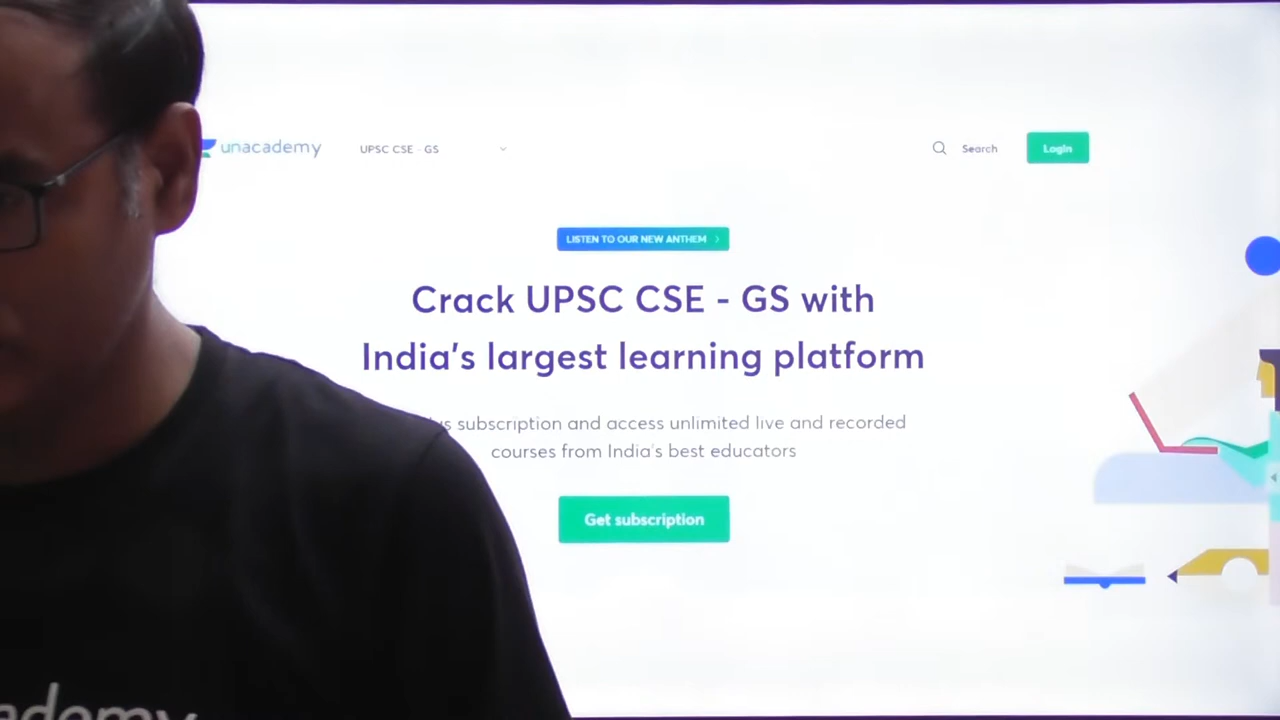 unacademy
UPSC CSE - GS
Search
Login
LISTEN TO OUR NEW ANTHEM
Crack UPSC CSE - GS with
India's largest learning platform
subscription and access unlimited live and recorded
courses from India's best educators
Get subscription